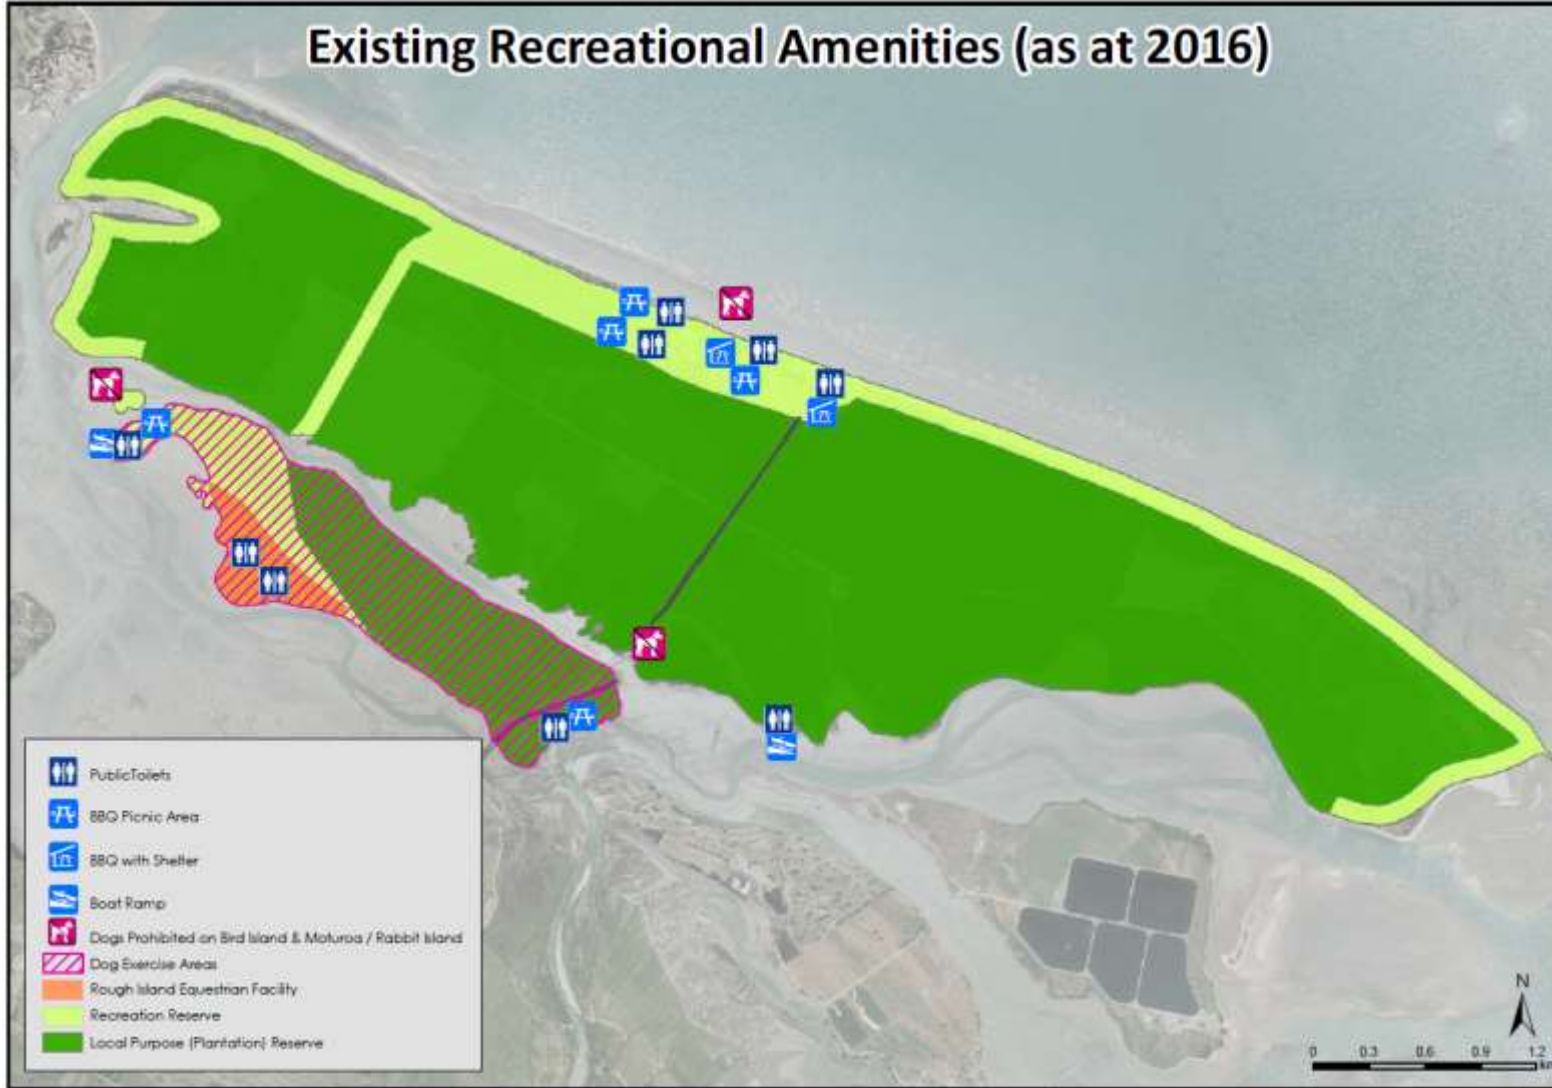 Existing Recreational Amenities (as at 2016)
PublicToilets
BBQ Picnic Area
BBQ with Shelter
Boat Ramp
Dogs Prohibited on Bird Island & Moturoa / Rabbit Island
Dog Exercise Areas
Rough Island Equestrian Facility
Recreation Reserve
Local Purpose (Plantation) Reserve
N
0 0.3 0.6 0.9 1.2
km